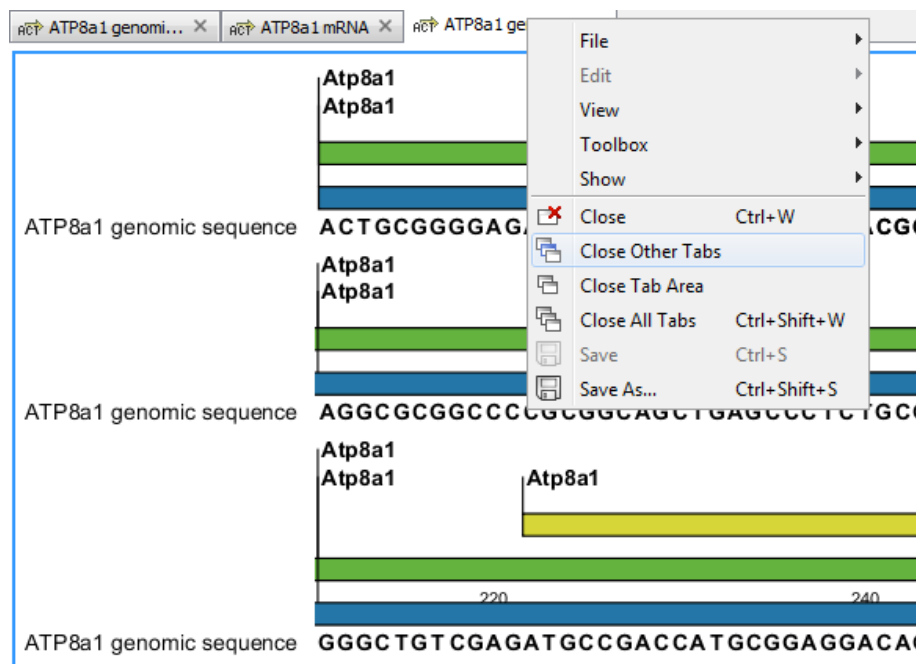 ATP8a1 genomi... ATP8a1 mRNA ATP8a1 ge
File
Edit
View
Toolbox
Show
Close Ctrl+W
Close Other Tabs
Close Tab Area
Close All Tabs Ctrl+Shift+W
Save Ctrl+S
Save As... Ctrl+Shift+S
Atp8a1
Atp8a1
ATP8a1 genomic sequence ACTGCGGGGAG
Atp8a1
Atp8a1
ATP8a1 genomic sequence AGGCGCGGCCCCGCGGCAGCTGAGCCCTCTGCC
Atp8a1
Atp8a1 Atp8a1
220 240
ATP8a1 genomic sequence GGGCTGTCGAGATGCCGACCATGCGGAGGACA